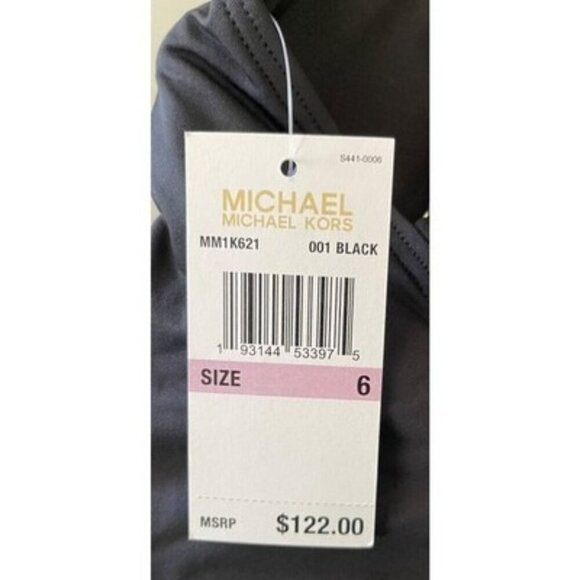 S441-0006
MICHAEL
MICHAEL KORS
MM1K621 001 BLACK
1 93144 53397 5
SIZE 6
MSRP $122.00